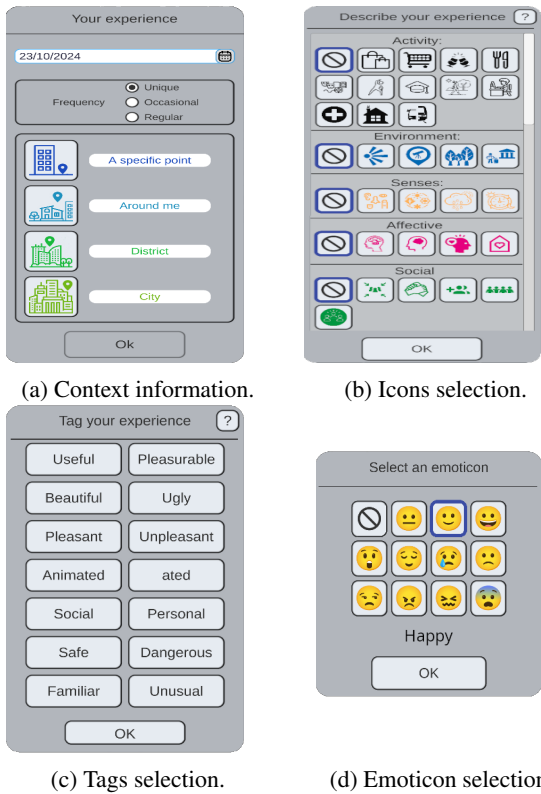 Your experience
23/10/2024
Frequency
Unique
Occasional
Regular
A specific point
Around me
District
City
Ok
(a) Context information.
Describe your experience ?
Activity:
Environment:
Senses:
Affective
Social
OK
(b) Icons selection.
Tag your experience ?
Useful Pleasurable
Beautiful Ugly
Pleasant Unpleasant
Animated ated
Social Personal
Safe Dangerous
Familiar Unusual
OK
(c) Tags selection.
Select an emoticon
Happy
OK
(d) Emoticon selection